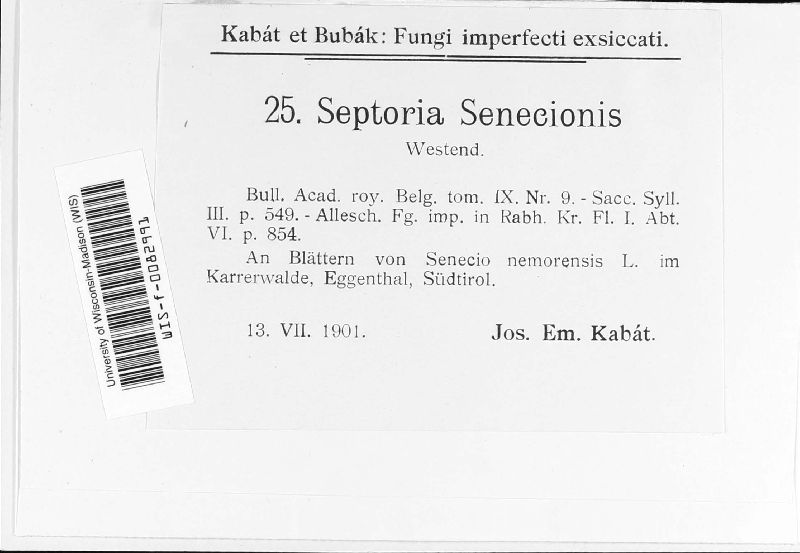 Kabát et Bubák: Fungi imperfecti exsiccati.
25. Septoria Senecionis
Westend.
Bull. Acad. roy. Belg. tom. IX. Nr. 9. - Sacc. Syll.
III. p. 549. - Allesch. Fg. imp. in Rabh. Kr. Fl. I. Abt.
VI. p. 854.
An Blättern von Senecio nemorensis L. im
Karrerwalde, Eggenthal, Südtirol.
13. VII. 1901. Jos. Em. Kabát.
University of Wisconsin-Madison (WIS)
WIS-f-0082991